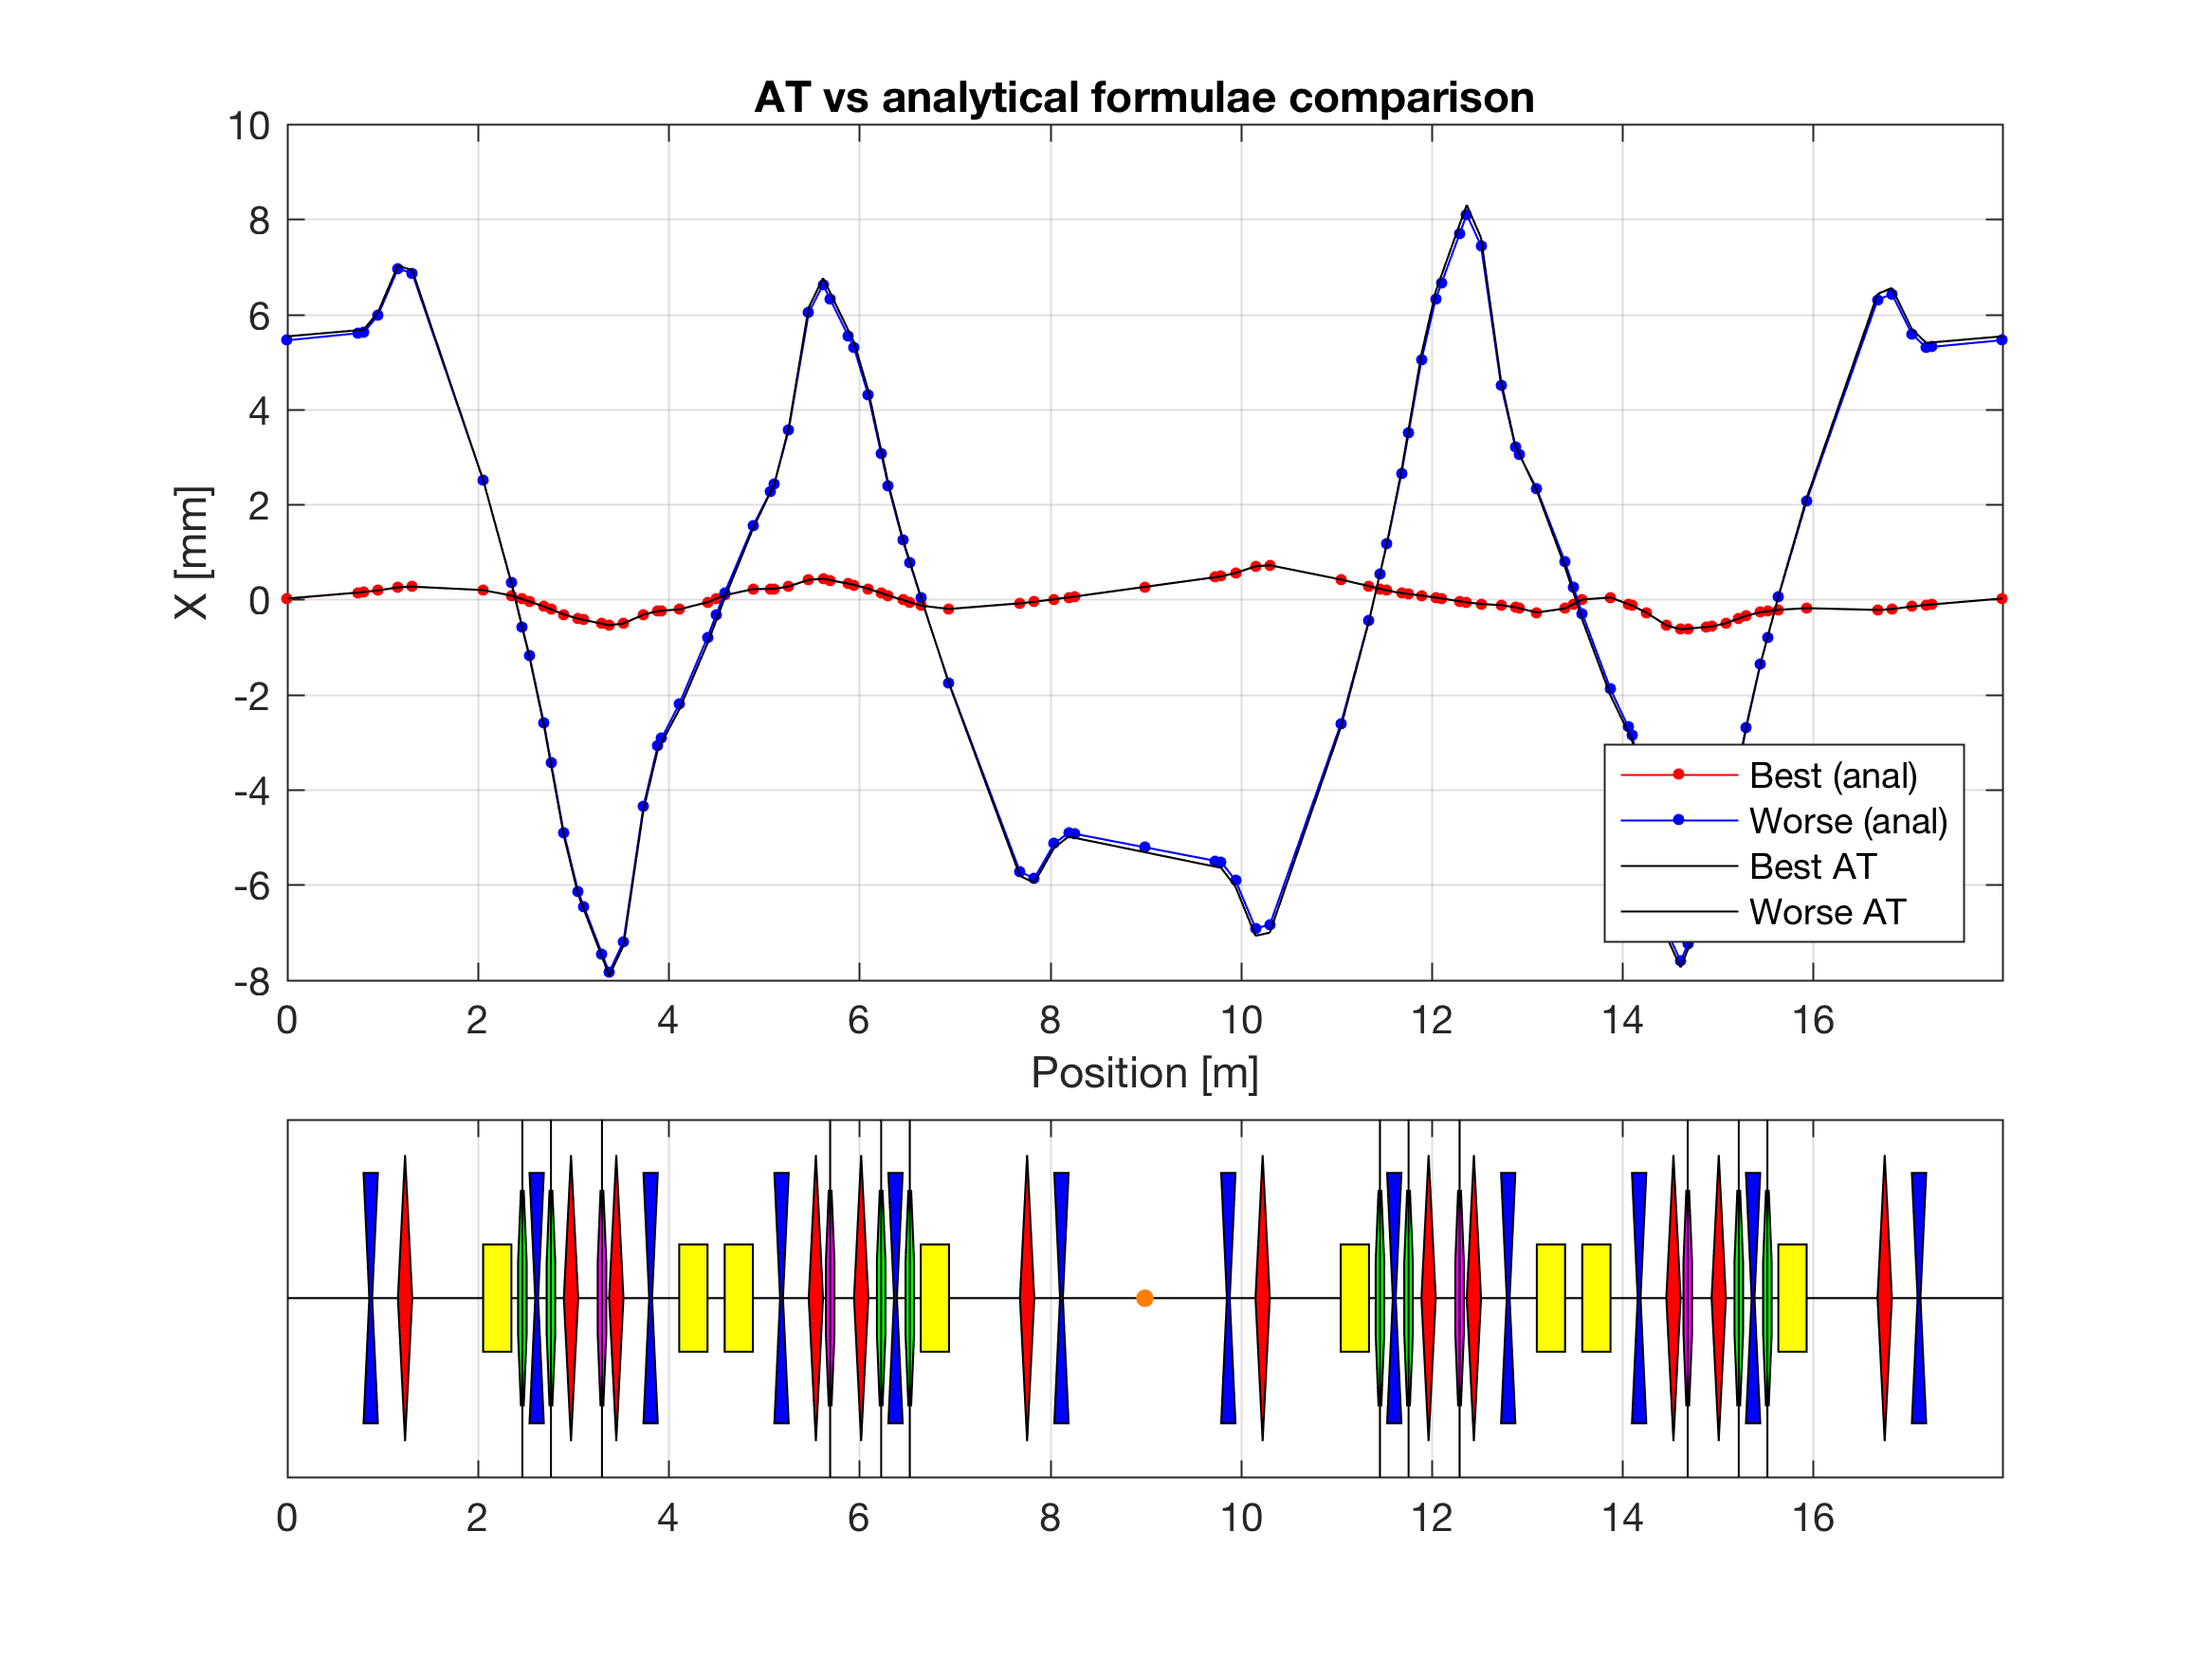 AT vs analytical formulae comparison
10
8
6
4
2
0
-2
-4
-6
-8
X [mm]
0 2 4 6 8 10 12 14 16
Position [m]
Best (anal)
Worse (anal)
Best AT
Worse AT
0 2 4 6 8 10 12 14 16